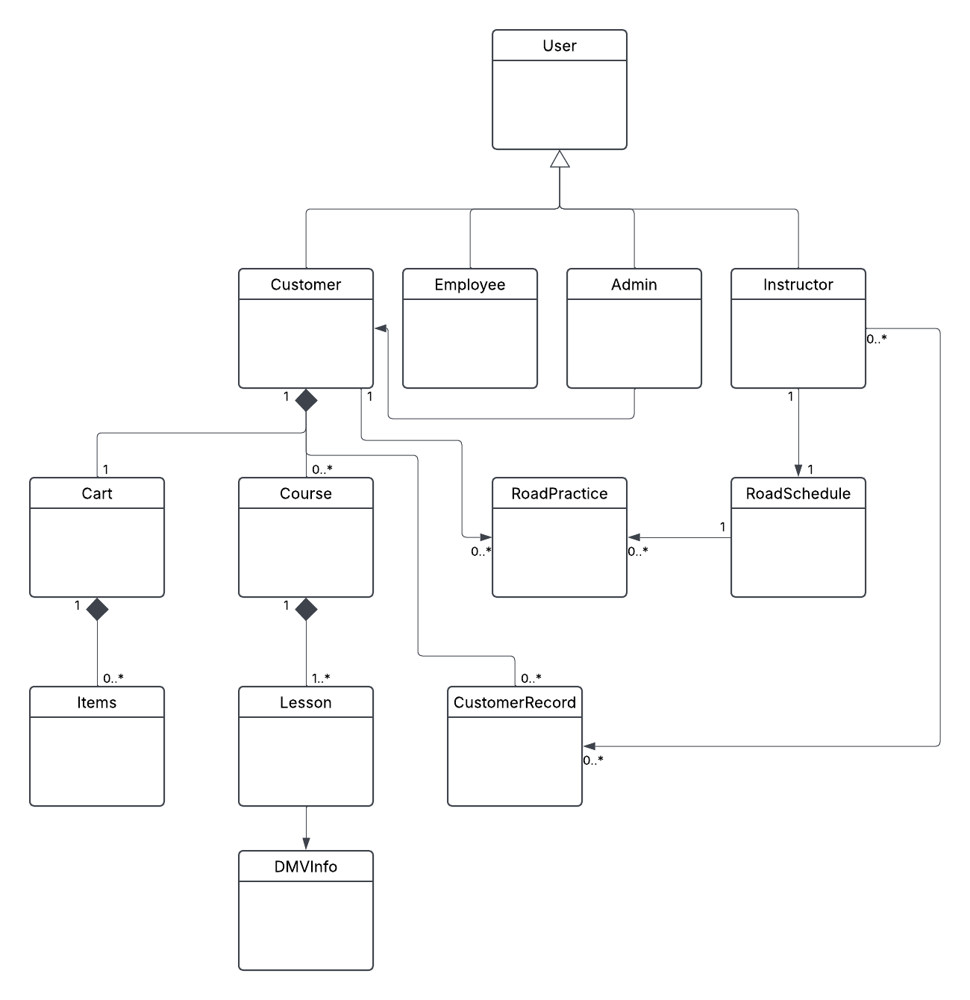 User
Customer
Employee
Admin
Instructor
0..*
1
1
1
1
0..*
1
Cart
Course
RoadPractice
RoadSchedule
1
0..*
0..*
1
1
0..*
1..*
0..*
Items
Lesson
CustomerRecord
0..*
DMVInfo